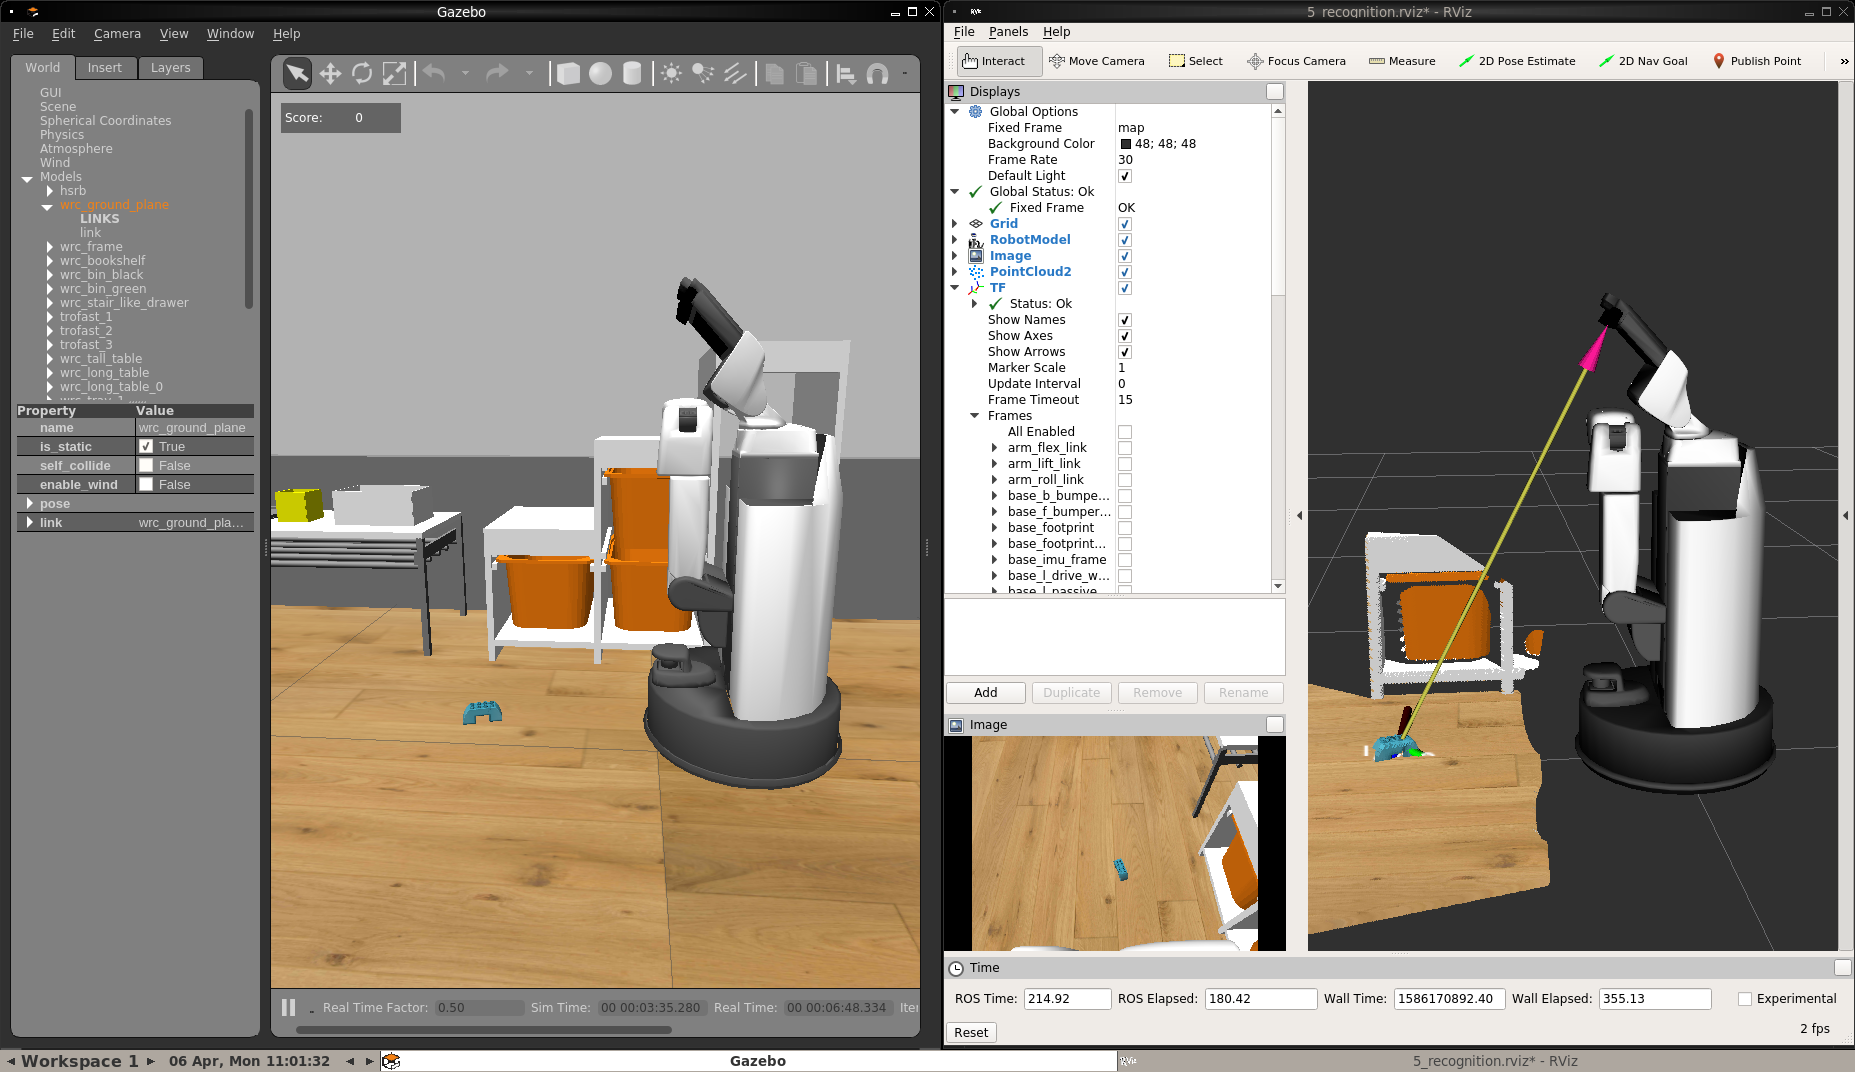 Gazebo
File Edit Camera View Window Help
World Insert Layers
GUI
Scene
Spherical Coordinates
Physics
Atmosphere
Wind
Models
hsrb
wrc_ground_plane
LINKS
link
wrc_frame
wrc_bookshelf
wrc_bin_black
wrc_bin_green
wrc_stair_like_drawer
trofast_1
trofast_2
trofast_3
wrc_tall_table
wrc_long_table
wrc_long_table_0
Property Value
name wrc_ground_plane
is_static True
self_collide False
enable_wind False
pose
link wrc_ground_pla...
Score: 0
Real Time Factor: 0.50 Sim Time: 00 00:03:35.280 Real Time: 00 00:06:48.334 Iter
5_recognition.rviz* - RViz
File Panels Help
Interact Move Camera Select Focus Camera Measure 2D Pose Estimate 2D Nav Goal Publish Point »
Displays
Global Options
Fixed Frame map
Background Color 48; 48; 48
Frame Rate 30
Default Light
Global Status: Ok
Fixed Frame OK
Grid
RobotModel
Image
PointCloud2
TF
Status: Ok
Show Names
Show Axes
Show Arrows
Marker Scale 1
Update Interval 0
Frame Timeout 15
Frames
All Enabled
arm_flex_link
arm_lift_link
arm_roll_link
base_b_bumpe...
base_f_bumper...
base_footprint
base_footprint...
base_imu_frame
base_l_drive_w...
base_l_passive
Add Duplicate Remove Rename
Image
Time
ROS Time: 214.92 ROS Elapsed: 180.42 Wall Time: 1586170892.40 Wall Elapsed: 355.13 Experimental
Reset 2 fps
Workspace 1 06 Apr, Mon 11:01:32 Gazebo 5_recognition.rviz* - RViz